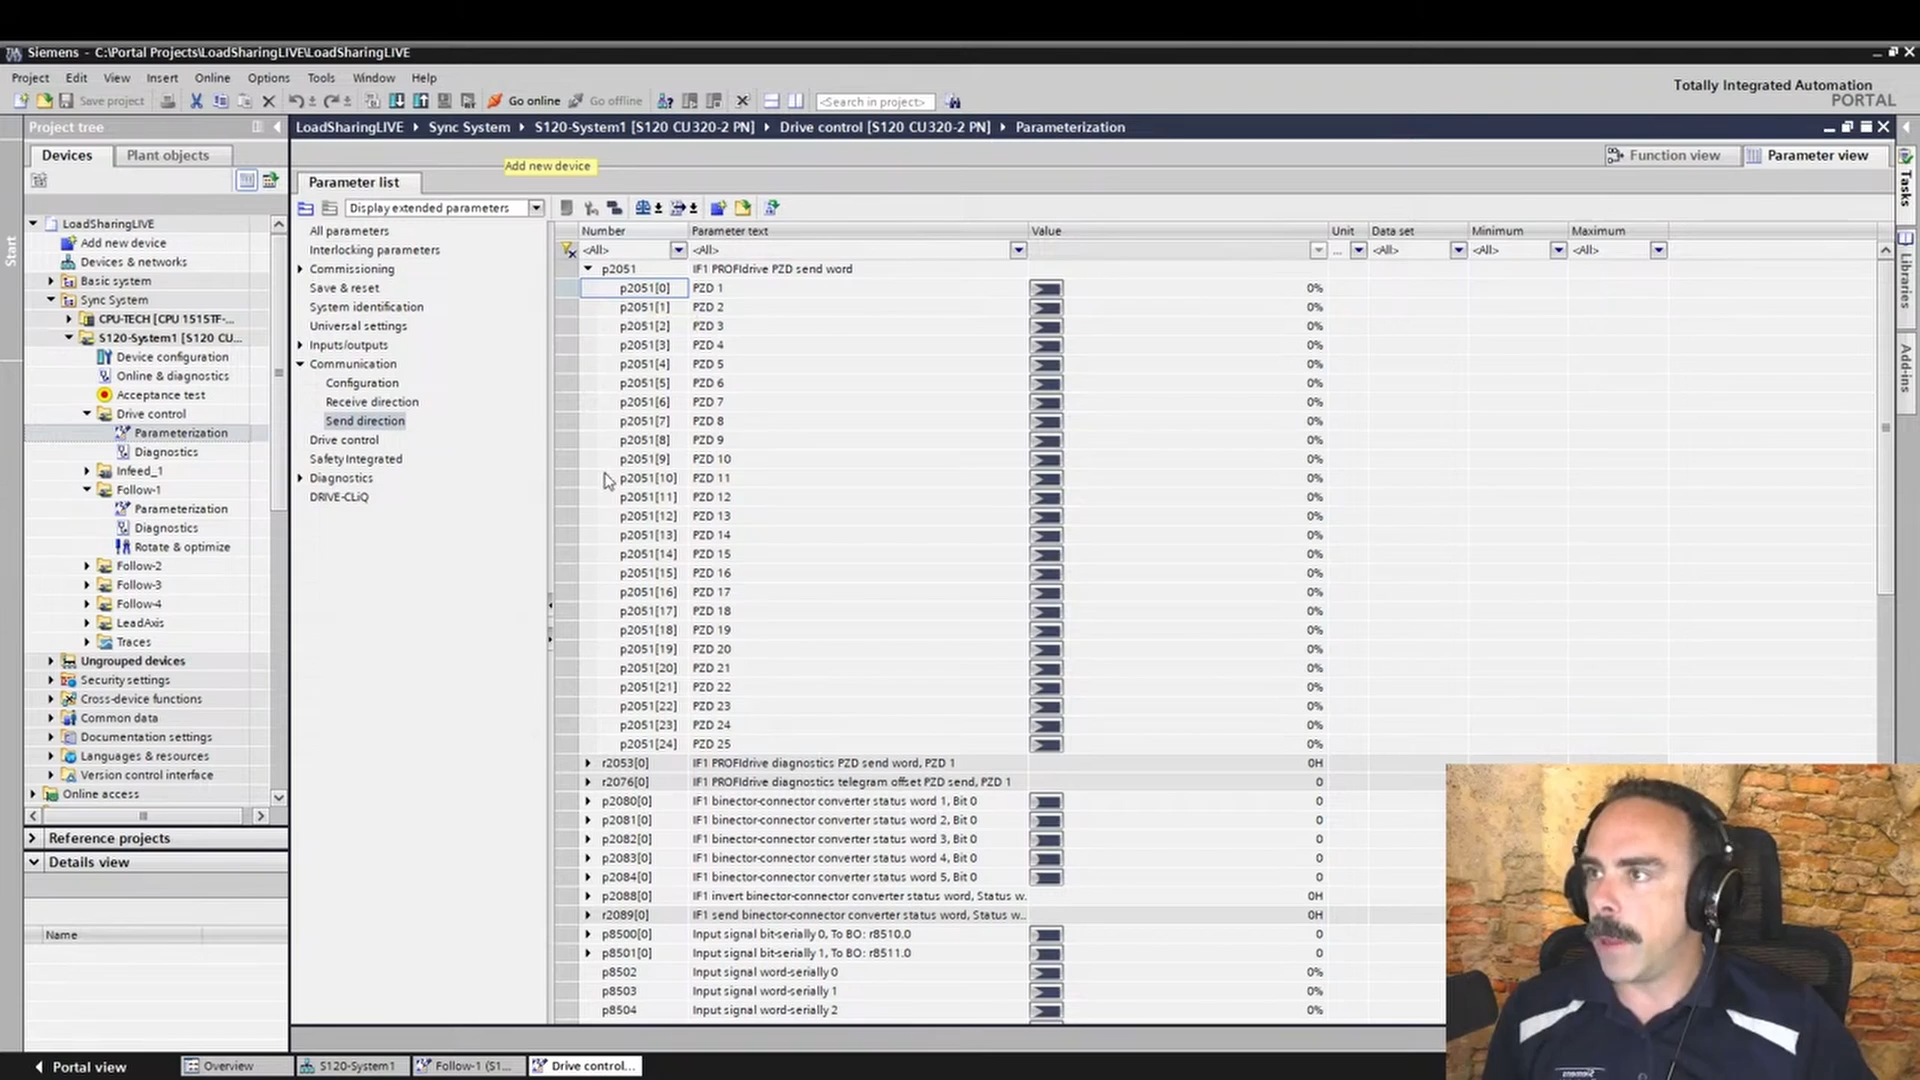 Siemens - C:\Portal Projects\LoadSharingLIVE\LoadSharingLIVE
Project Edit View Insert Online Options Tools Window Help
Totally Integrated Automation
PORTAL
Save project
Go online
Go offline
<Search in project>
Project tree
LoadSharingLIVE
Sync System
S120-System1 [S120 CU320-2 PN]
Drive control [S120 CU320-2 PN]
Parameterization
Devices
Plant objects
Add new device
Function view
Parameter view
Start
LoadSharingLIVE
Add new device
Devices & networks
Basic system
Sync System
CPU-TECH [CPU 1515TF-...
S120-System1 [S120 CU...
Device configuration
Online & diagnostics
Acceptance test
Drive control
Parameterization
Diagnostics
Infeed_1
Follow-1
Parameterization
Diagnostics
Rotate & optimize
Follow-2
Follow-3
Follow-4
LeadAxis
Traces
Ungrouped devices
Security settings
Cross-device functions
Common data
Documentation settings
Languages & resources
Version control interface
Online access
Reference projects
Details view
Name
Parameter list
Display extended parameters
All parameters
Interlocking parameters
Commissioning
Save & reset
System identification
Universal settings
Inputs/outputs
Communication
Configuration
Receive direction
Send direction
Drive control
Safety Integrated
Diagnostics
DRIVE-CLiQ
Number Parameter text Value Unit Data set Minimum Maximum
<All> <All> ... <All> <All> <All>
p2051 IF1 PROFIdrive PZD send word
p2051[0] PZD 1 0%
p2051[1] PZD 2 0%
p2051[2] PZD 3 0%
p2051[3] PZD 4 0%
p2051[4] PZD 5 0%
p2051[5] PZD 6 0%
p2051[6] PZD 7 0%
p2051[7] PZD 8 0%
p2051[8] PZD 9 0%
p2051[9] PZD 10 0%
p2051[10] PZD 11 0%
p2051[11] PZD 12 0%
p2051[12] PZD 13 0%
p2051[13] PZD 14 0%
p2051[14] PZD 15 0%
p2051[15] PZD 16 0%
p2051[16] PZD 17 0%
p2051[17] PZD 18 0%
p2051[18] PZD 19 0%
p2051[19] PZD 20 0%
p2051[20] PZD 21 0%
p2051[21] PZD 22 0%
p2051[22] PZD 23 0%
p2051[23] PZD 24 0%
p2051[24] PZD 25 0%
r2053[0] IF1 PROFIdrive diagnostics PZD send word, PZD 1 0H
r2076[0] IF1 PROFIdrive diagnostics telegram offset PZD send, PZD 1 0
p2080[0] IF1 binector-connector converter status word 1, Bit 0 0
p2081[0] IF1 binector-connector converter status word 2, Bit 0 0
p2082[0] IF1 binector-connector converter status word 3, Bit 0 0
p2083[0] IF1 binector-connector converter status word 4, Bit 0 0
p2084[0] IF1 binector-connector converter status word 5, Bit 0 0
p2088[0] IF1 invert binector-connector converter status word, Status w... 0H
r2089[0] IF1 send binector-connector converter status word, Status w... 0H
p8500[0] Input signal bit-serially 0, To BO: r8510.0 0
p8501[0] Input signal bit-serially 1, To BO: r8511.0 0
p8502 Input signal word-serially 0 0%
p8503 Input signal word-serially 1 0%
p8504 Input signal word-serially 2 0%
Tasks
Libraries
Add-ins
Portal view
Overview
S120-System1
Follow-1 (S1...
Drive control...